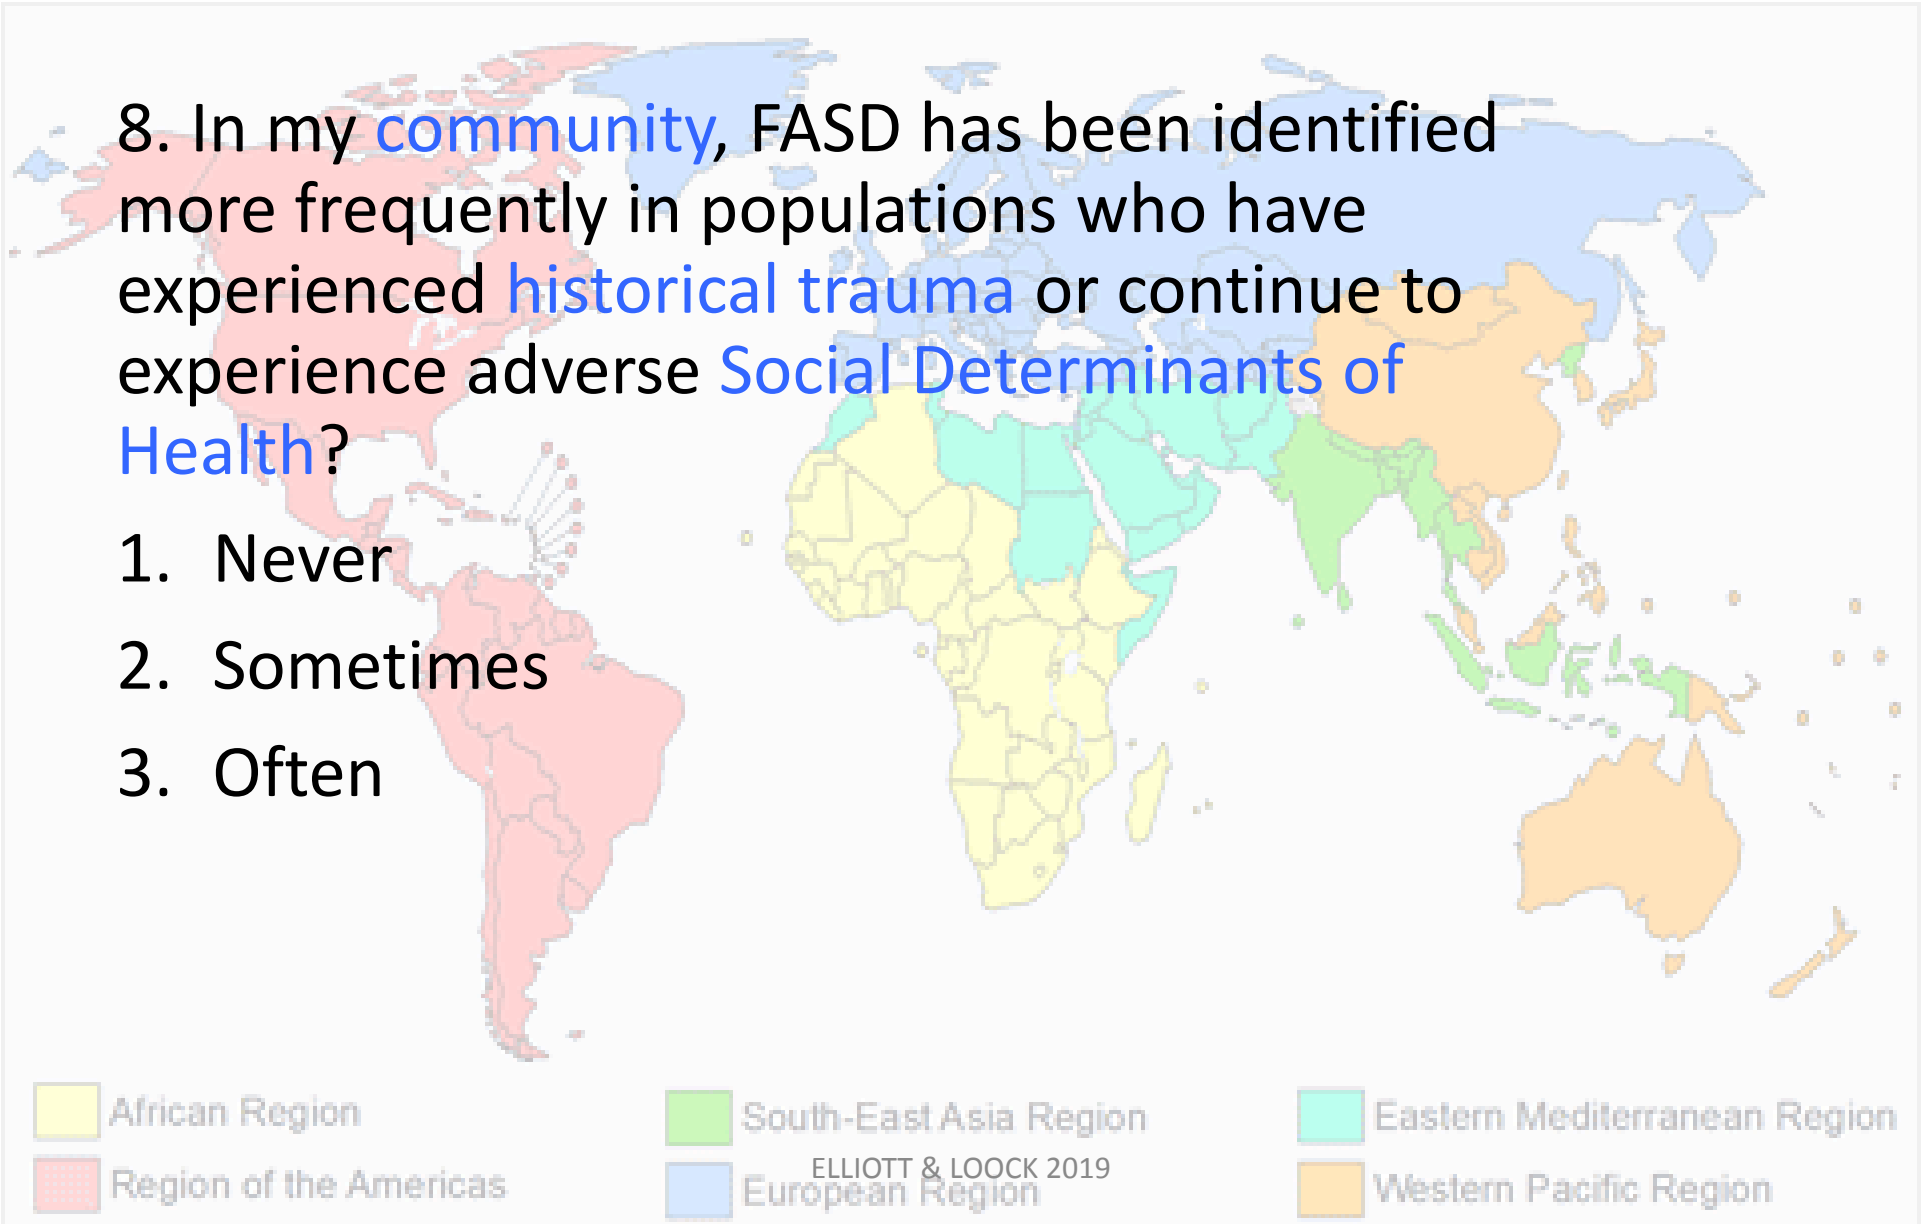 8. In my community, FASD has been identified
more frequently in populations who have
experienced historical trauma or continue to
experience adverse Social Determinants of
Health?
1. Never
2. Sometimes
3. Often
African Region
South-East Asia Region
Eastern Mediterranean Region
Region of the Americas
European Region
Western Pacific Region
ELLIOTT & LOOCK 2019